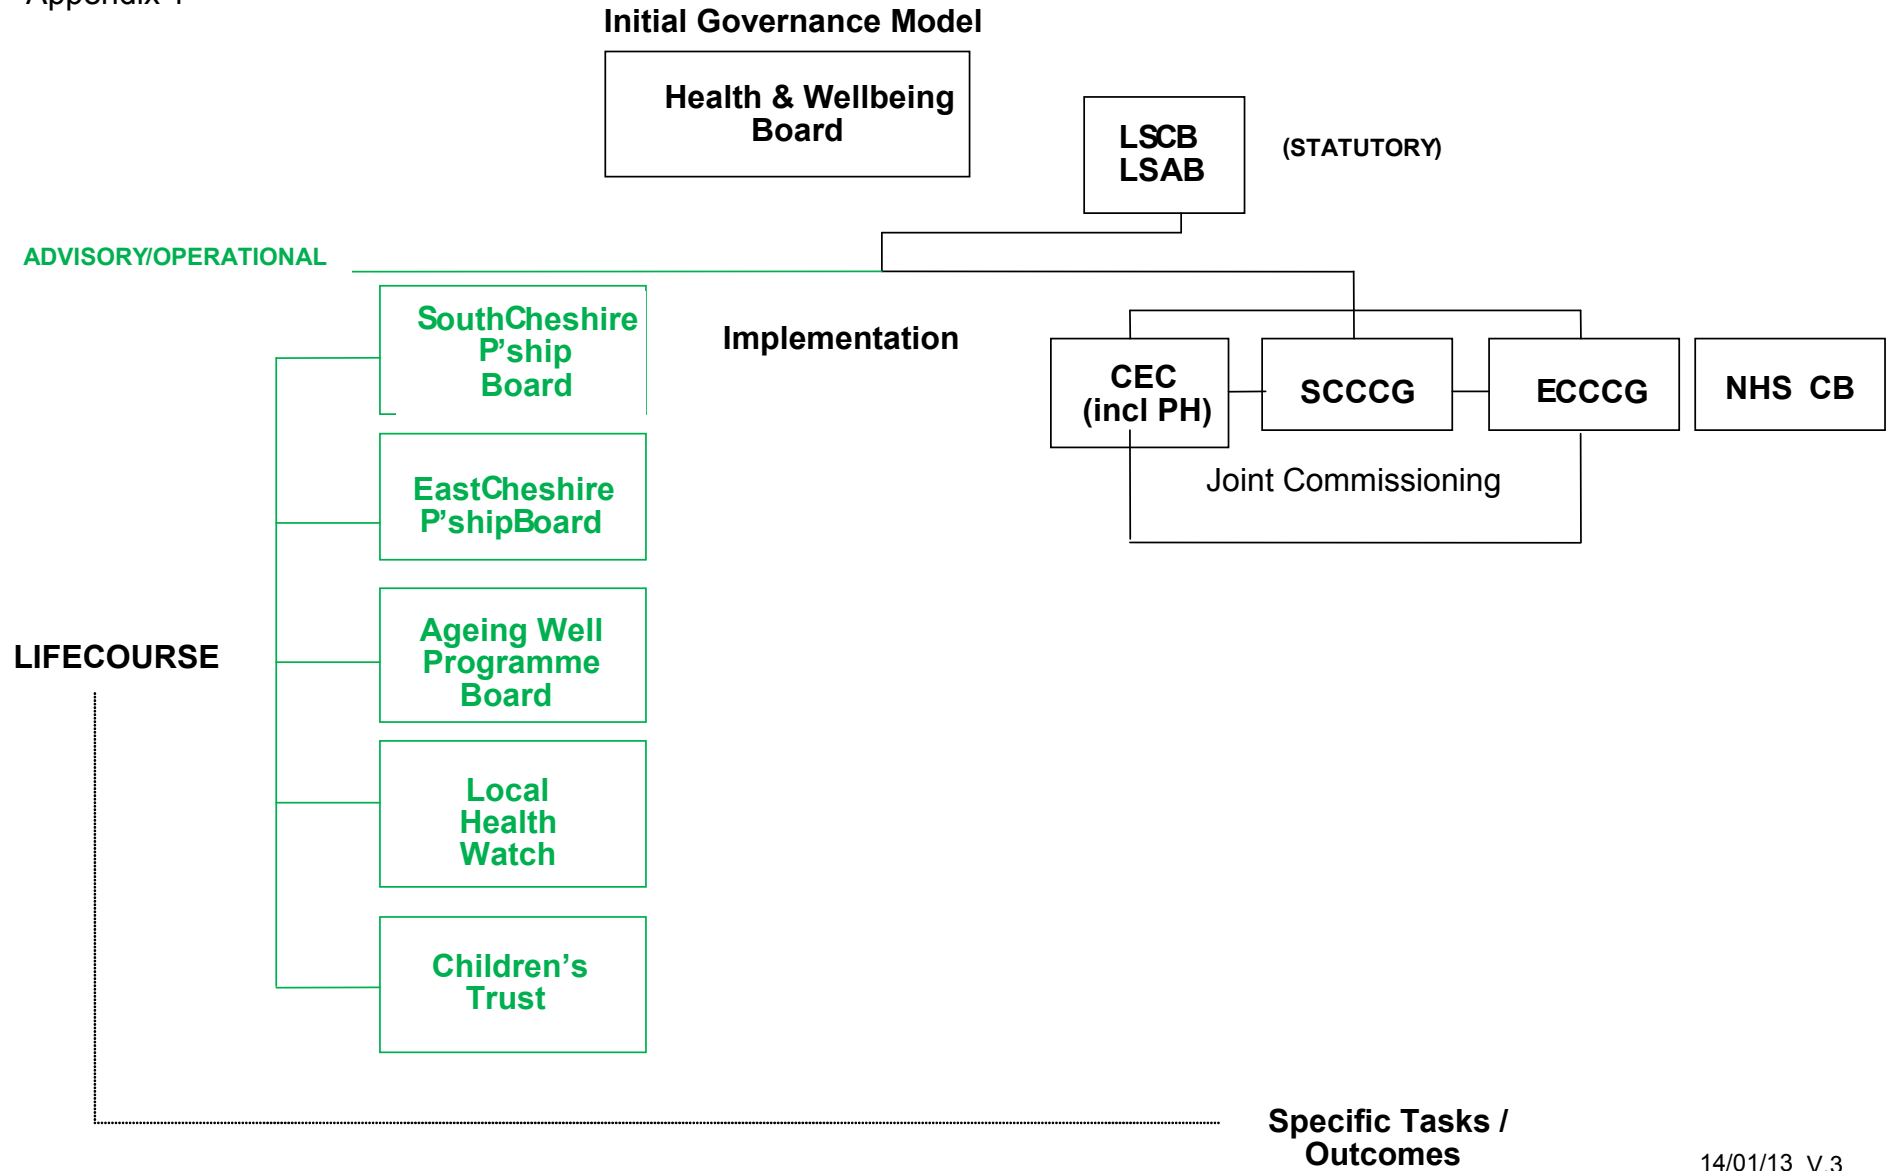 Initial Governance Model
Health & Wellbeing
Board
LSCB
LSAB
(STATUTORY)
ADVISORY/OPERATIONAL
SouthCheshire
P’ship
Board
Implementation
CEC
(incl PH)
SCCCG
ECCCG
NHS CB
Joint Commissioning
EastCheshire
P’shipBoard
LIFECOURSE
Ageing Well
Programme
Board
Local
Health
Watch
Children’s
Trust
Specific Tasks /
Outcomes
14/01/13 V.3